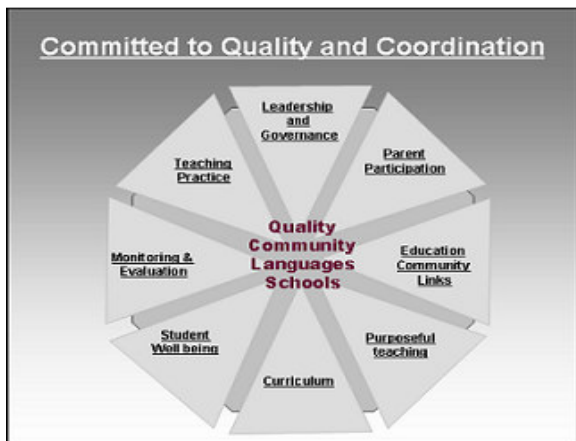 Committed to Quality and Coordination
Leadership
and
Governance
Parent
Participation
Education
Community
Links
Purposeful
teaching
Curriculum
Student
Well being
Monitoring &
Evaluation
Teaching
Practice
Quality
Community
Languages
Schools